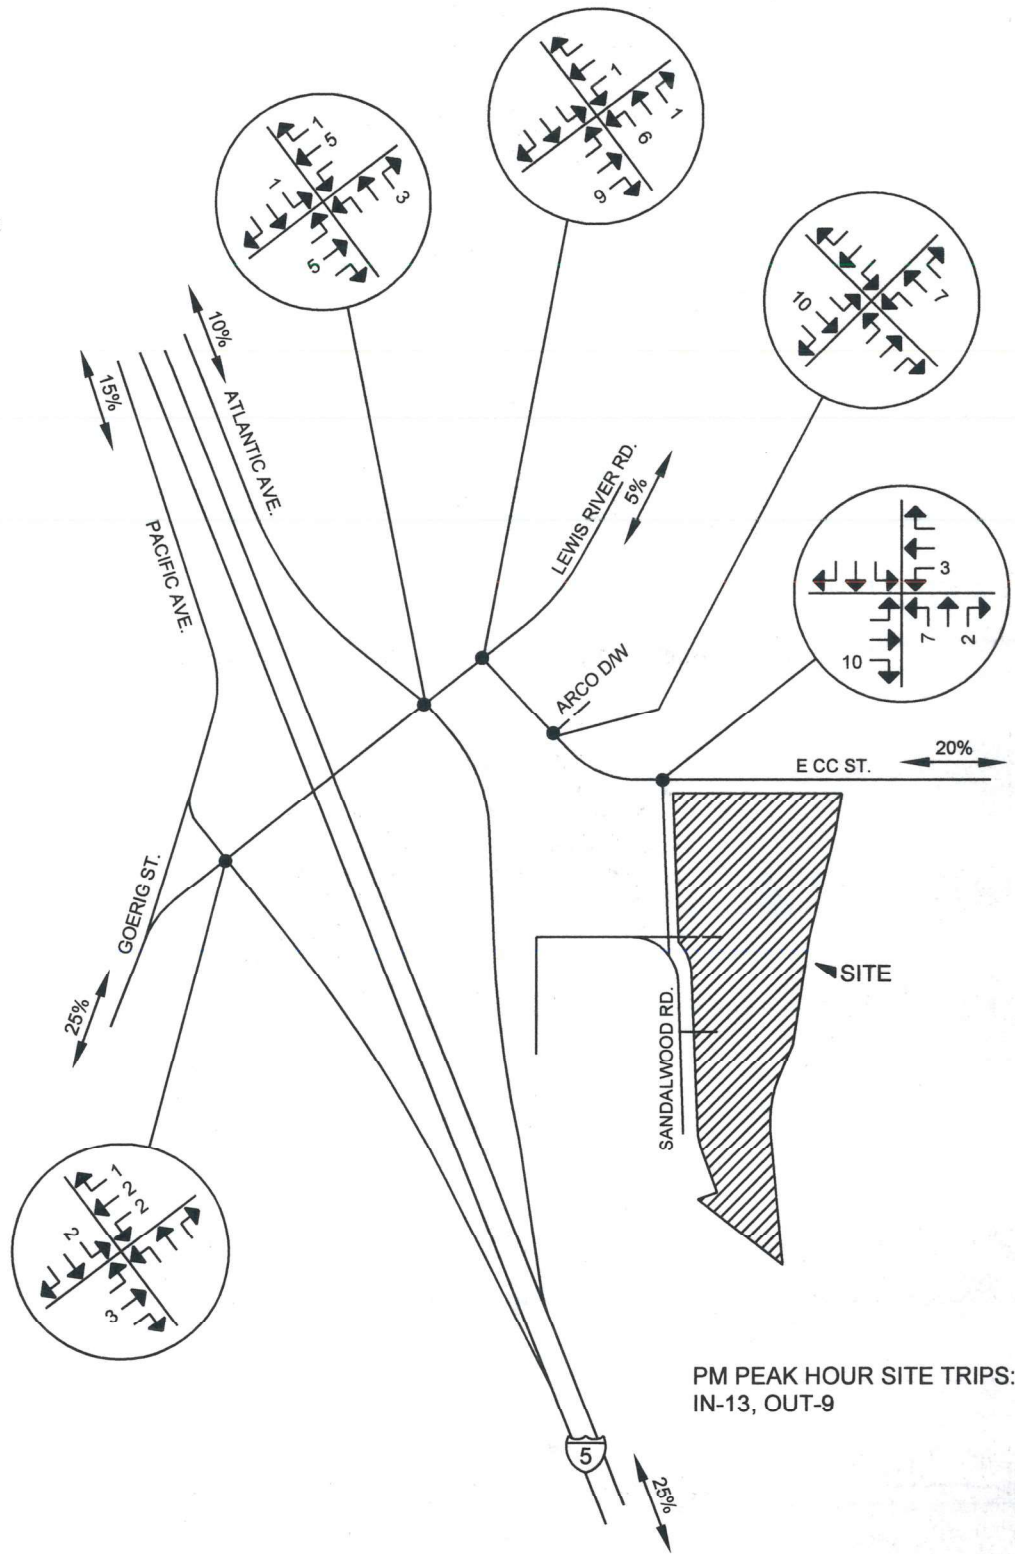 1
6
9
1
1
5
1
3
5
10
7
10%
15%
ATLANTIC AVE.
LEWIS RIVER RD.
5%
PACIFIC AVE.
3
7
2
10
ARCO D/W
20%
E CC ST.
GOERIG ST.
SITE
25%
SANDALWOOD RD.
1
2
2
2
3
PM PEAK HOUR SITE TRIPS:
IN-13, OUT-9
5
25%